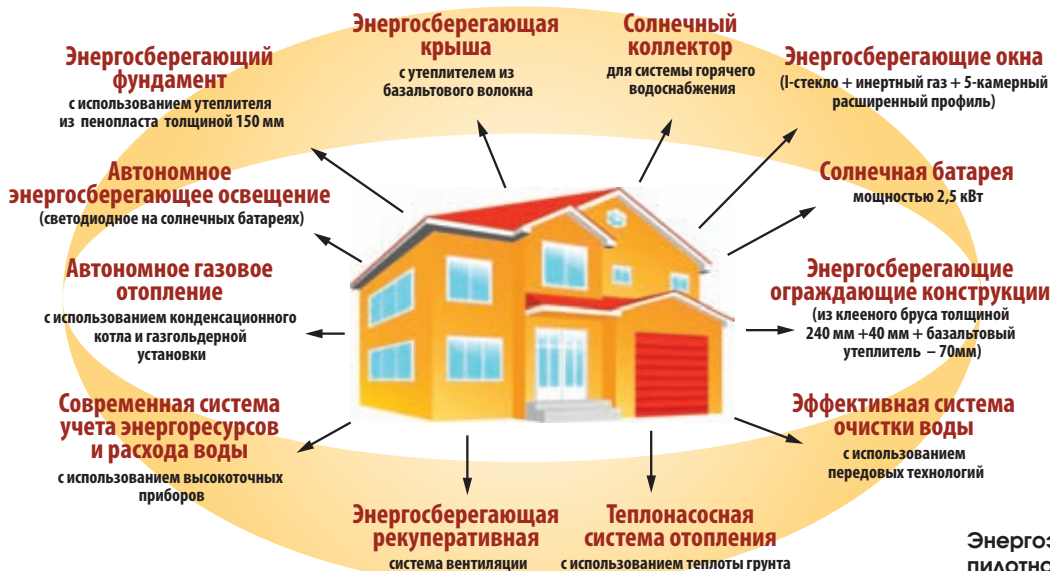 Энергосберегающий
фундамент
с использованием утеплителя
из пенопласта толщиной 150 мм
Энергосберегающая
крыша
с утеплителем из
базальтового волокна
Солнечный
коллектор
для системы горячего
водоснабжения
Энергосберегающие окна
(I-стекло + инертный газ + 5-камерный
расширенный профиль)
Автономное
энергосберегающее освещение
(светодиодное на солнечных батареях)
Солнечная батарея
мощностью 2,5 кВт
Автономное газовое
отопление
с использованием конденсационного
котла и газгольдерной
установки
Энергосберегающие
ограждающие конструкции
(из клееного бруса толщиной
240 мм +40 мм + базальтовый
утеплитель – 70мм)
Современная система
учета энергоресурсов
и расхода воды
с использованием высокоточных
приборов
Эффективная система
очистки воды
с использованием
передовых технологий
Энергосберегающая
рекуперативная
система вентиляции
Теплонасосная
система отопления
с использованием теплоты грунта